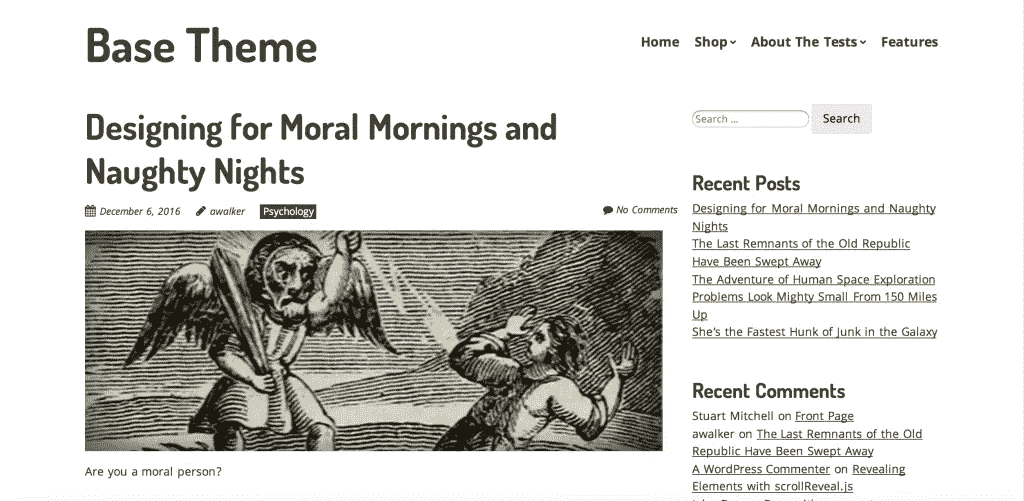 Base Theme
Home Shop About The Tests Features
Designing for Moral Mornings and
Naughty Nights
December 6, 2016 awalker Psychology No Comments
Are you a moral person?
Search ... Search
Recent Posts
Designing for Moral Mornings and Naughty
Nights
The Last Remnants of the Old Republic
Have Been Swept Away
The Adventure of Human Space Exploration
Problems Look Mighty Small From 150 Miles
Up
She's the Fastest Hunk of Junk in the Galaxy
Recent Comments
Stuart Mitchell on Front Page
awalker on The Last Remnants of the Old
Republic Have Been Swept Away
A WordPress Commenter on Revealing
Elements with scrollReveal.js